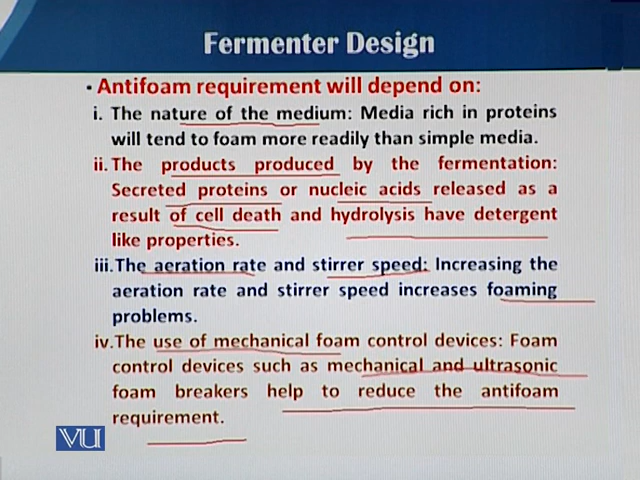 Fermenter Design
• Antifoam requirement will depend on:
i. The nature of the medium: Media rich in proteins
will tend to foam more readily than simple media.
ii. The products produced by the fermentation:
Secreted proteins or nucleic acids released as a
result of cell death and hydrolysis have detergent
like properties.
iii.The aeration rate and stirrer speed: Increasing the
aeration rate and stirrer speed increases foaming
problems.
iv.The use of mechanical foam control devices: Foam
control devices such as mechanical and ultrasonic
foam breakers help to reduce the antifoam
requirement.
VU